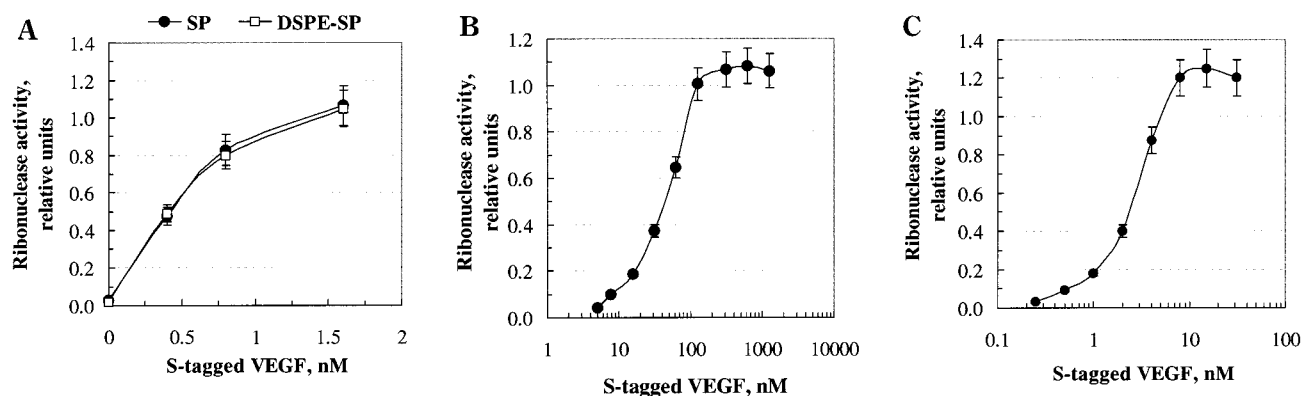 A
SP
DSPE-SP
Ribonuclease activity,
relative units
1.4
1.2
1.0
0.8
0.6
0.4
0.2
0.0
0
0.5
1
1.5
2
S-tagged VEGF, nM
B
Ribonuclease activity,
relative units
1.2
1.0
0.8
0.6
0.4
0.2
0.0
1
10
100
1000
10000
S-tagged VEGF, nM
C
Ribonuclease activity,
relative units
1.4
1.2
1.0
0.8
0.6
0.4
0.2
0.0
0.1
1
10
100
S-tagged VEGF, nM